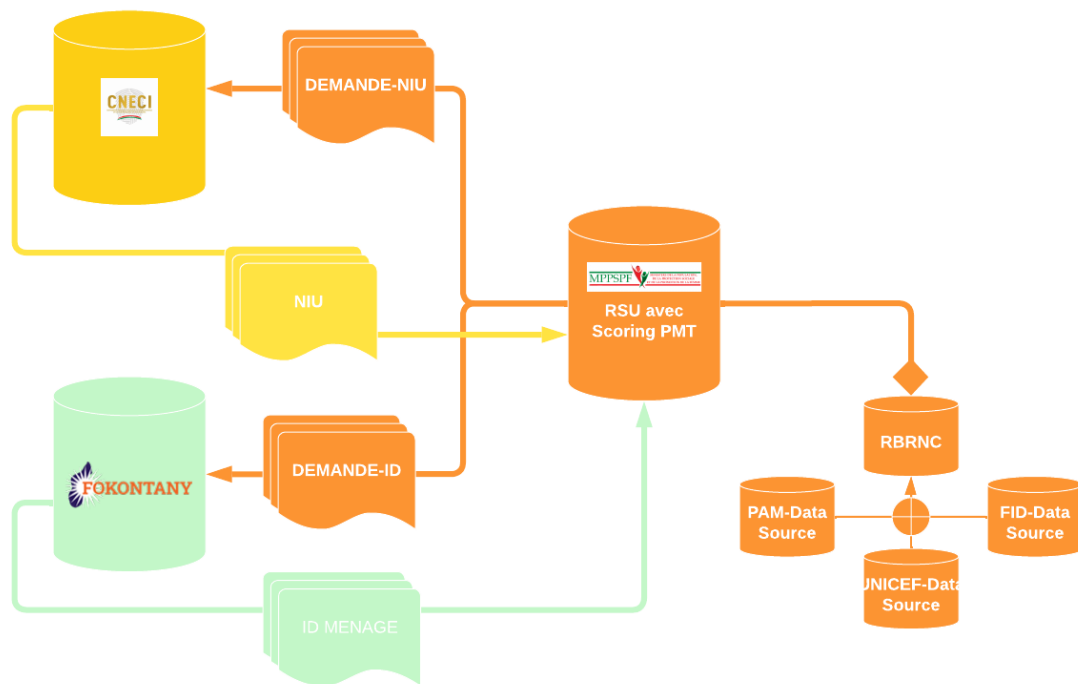 CNECI
DEMANDE-NIU
NIU
MPPSPF
RSU avec
Scoring PMT
FOKONTANY
DEMANDE-ID
ID MENAGE
RBRNC
PAM-Data
Source
FID-Data
Source
UNICEF-Data
Source